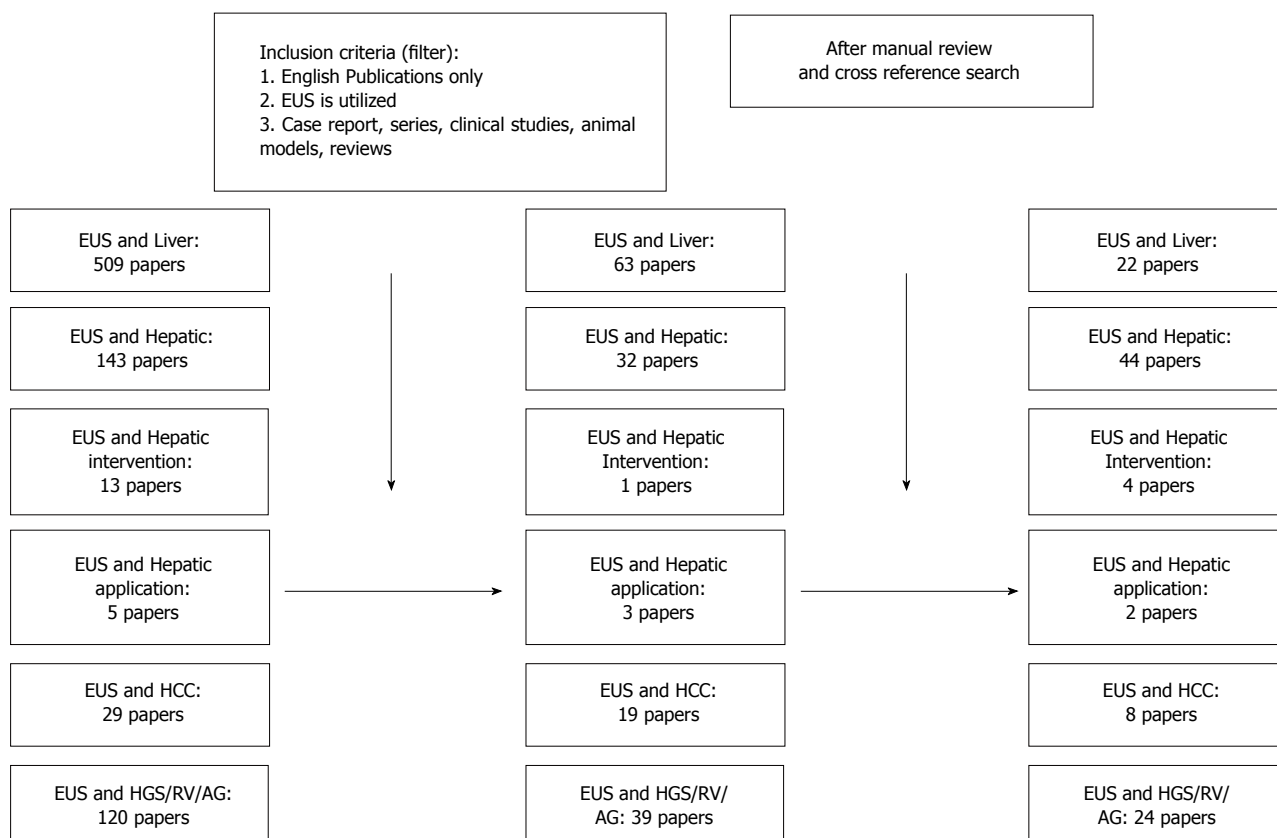 Inclusion criteria (filter):
1. English Publications only
2. EUS is utilized
3. Case report, series, clinical studies, animal
models, reviews
After manual review
and cross reference search
EUS and Liver:
509 papers
EUS and Liver:
63 papers
EUS and Liver:
22 papers
EUS and Hepatic:
143 papers
EUS and Hepatic:
32 papers
EUS and Hepatic:
44 papers
EUS and Hepatic
intervention:
13 papers
EUS and Hepatic
Intervention:
1 papers
EUS and Hepatic
Intervention:
4 papers
EUS and Hepatic
application:
5 papers
EUS and Hepatic
application:
3 papers
EUS and Hepatic
application:
2 papers
EUS and HCC:
29 papers
EUS and HCC:
19 papers
EUS and HCC:
8 papers
EUS and HGS/RV/AG:
120 papers
EUS and HGS/RV/
AG: 39 papers
EUS and HGS/RV/
AG: 24 papers